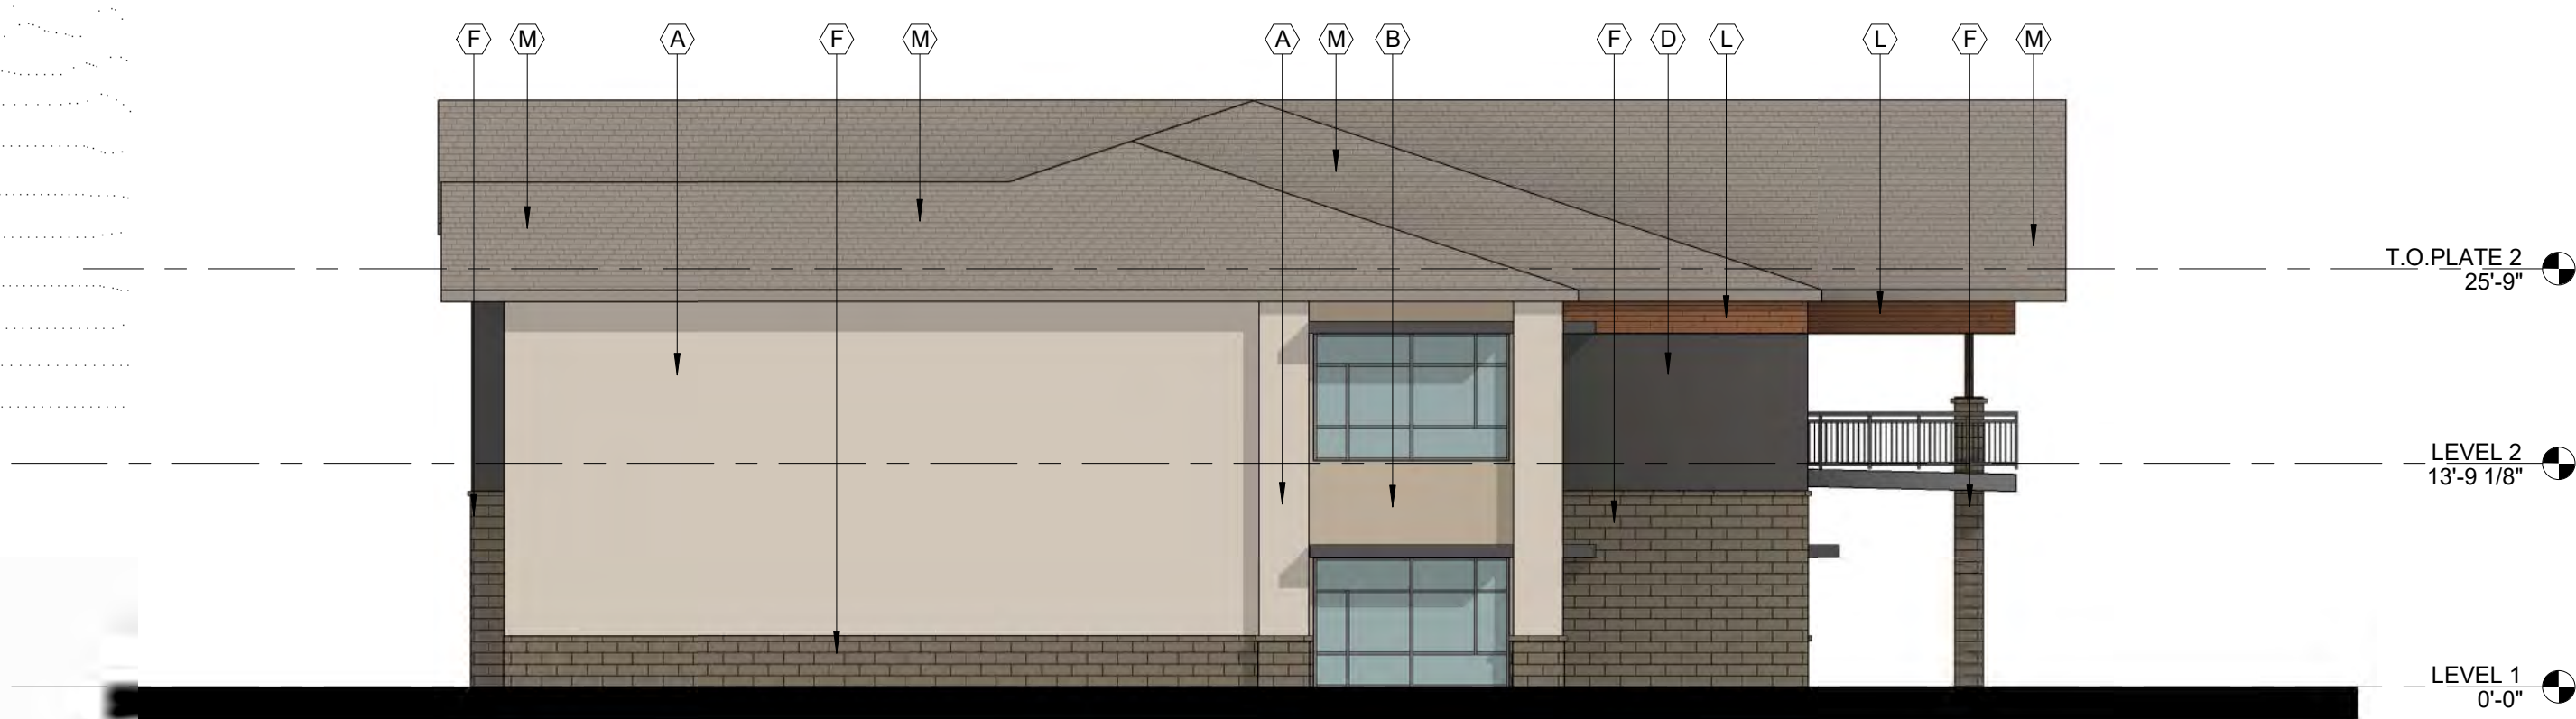 F M A F M A M B F D L L F M
T.O.PLATE 2
25'-9"
LEVEL 2
13'-9 1/8"
LEVEL 1
0'-0"